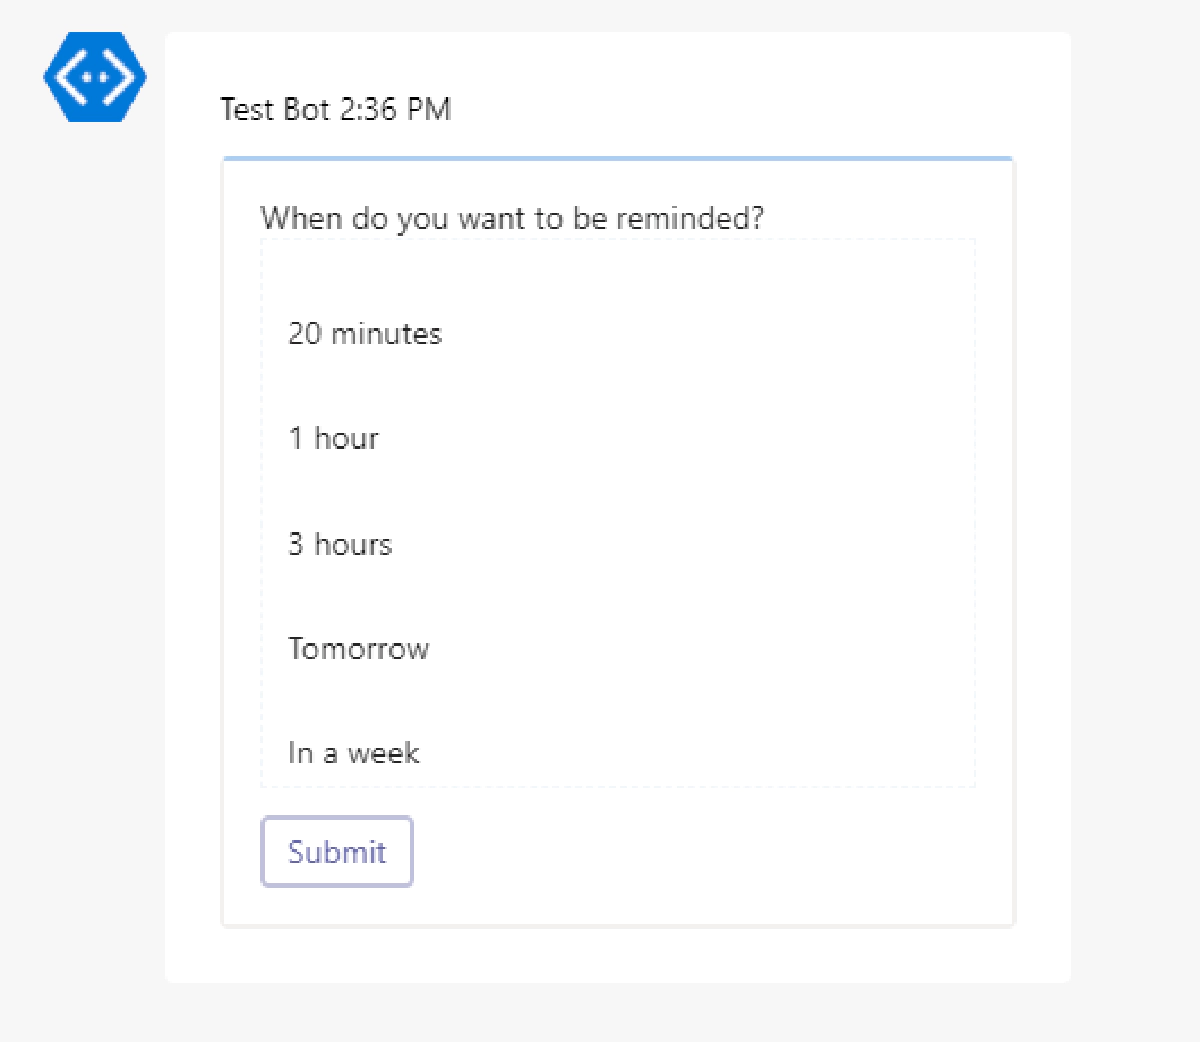 Test Bot 2:36 PM
When do you want to be reminded?
20 minutes
1 hour
3 hours
Tomorrow
In a week
Submit